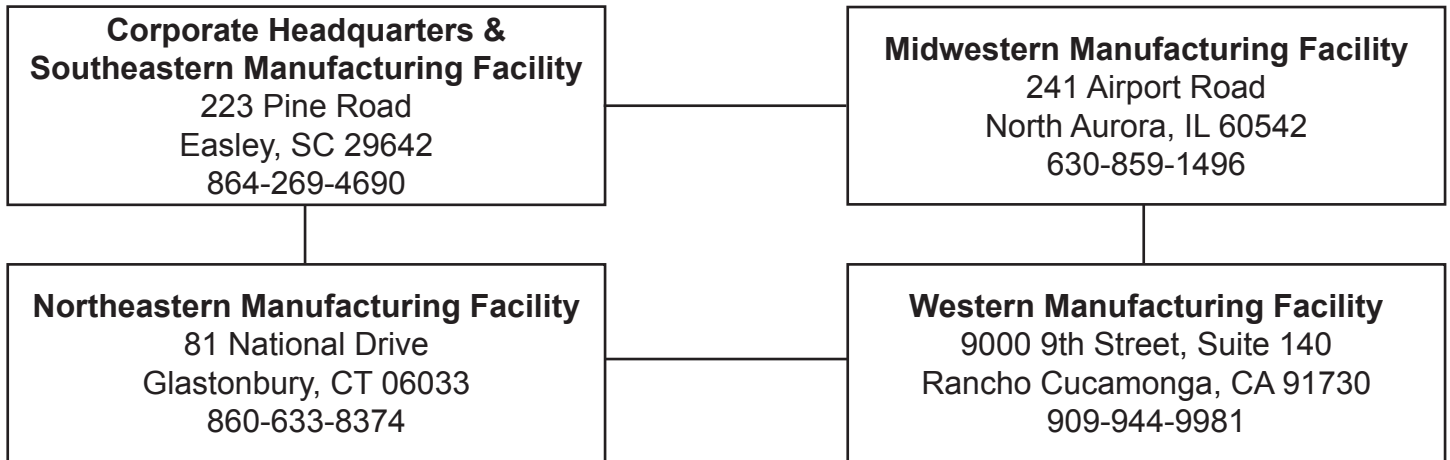 Corporate Headquarters &
Southeastern Manufacturing Facility
223 Pine Road
Easley, SC 29642
864-269-4690
Midwestern Manufacturing Facility
241 Airport Road
North Aurora, IL 60542
630-859-1496
Northeastern Manufacturing Facility
81 National Drive
Glastonbury, CT 06033
860-633-8374
Western Manufacturing Facility
9000 9th Street, Suite 140
Rancho Cucamonga, CA 91730
909-944-9981